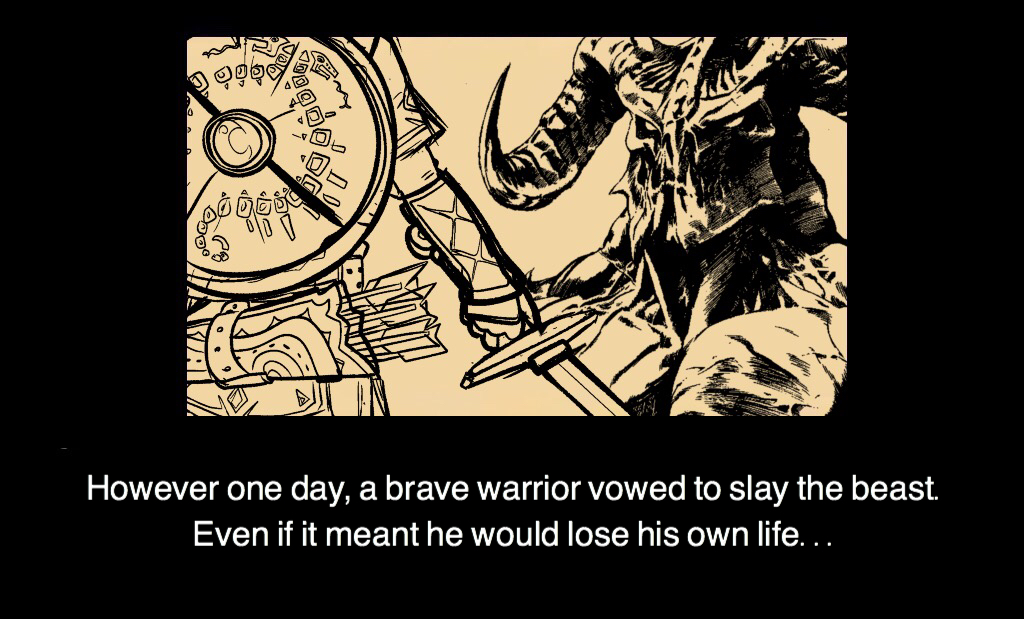 However one day, a brave warrior vowed to slay the beast.
Even if it meant he would lose his own life...